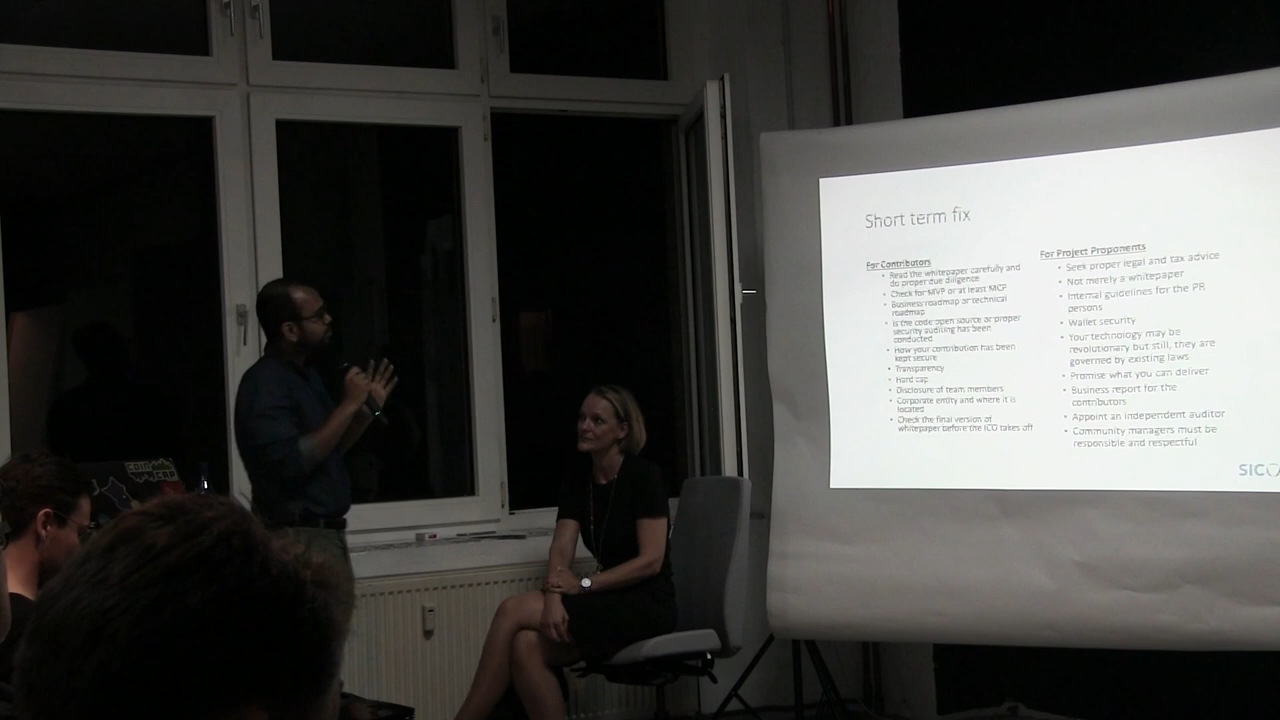 Short term fix
For Contributors
Read the whitepaper carefully and
do proper due diligence
Check for MVP or at least MCP
Business roadmap or technical
roadmap
Is the code open source or proper
security auditing has been
conducted
How your contribution has been
kept secure
Transparency
Hard cap
Disclosure of team members
Corporate entity and where it is
located
Check the final version of
whitepaper before the ICO takes off
For Project Proponents
Seek proper legal and tax advice
Not merely a whitepaper
Internal guidelines for the PR
persons
Wallet security
Your technology may be
revolutionary but still, they are
governed by existing laws
Promise what you can deliver
Business report for the
contributors
Appoint an independent auditor
Community managers must be
responsible and respectful
SIC
COIN
CAP